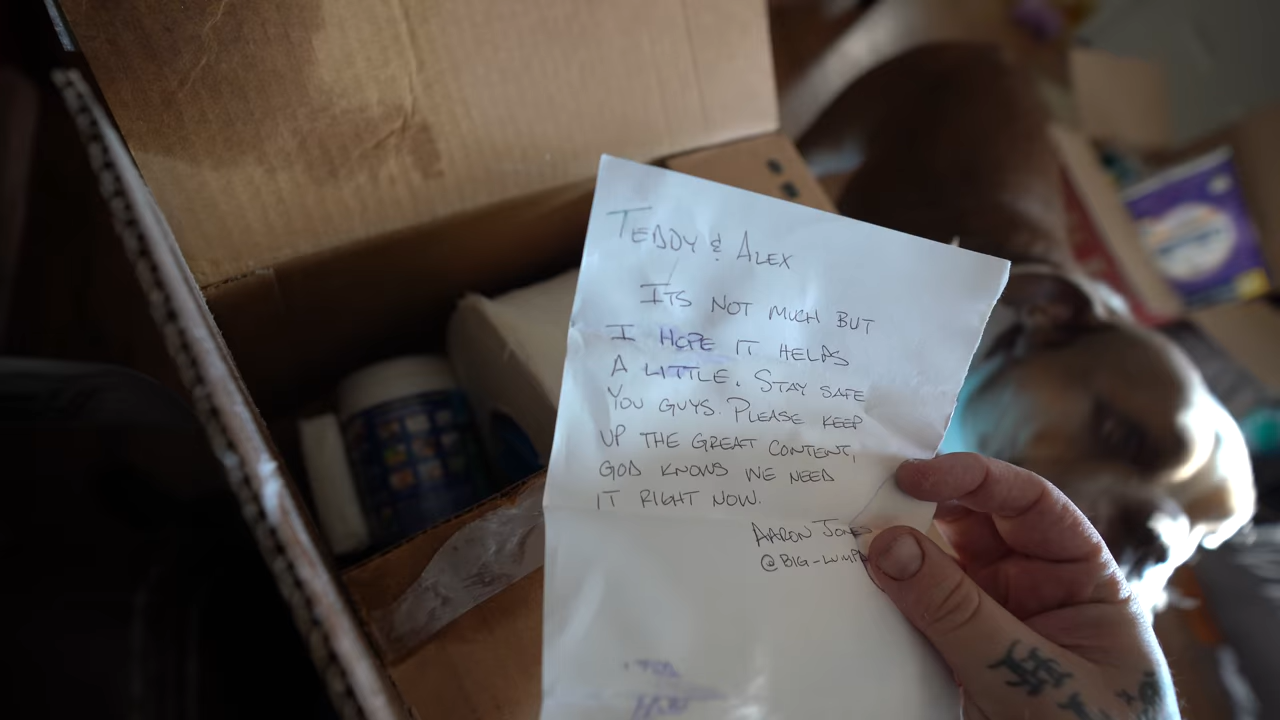 TEDDY & ALEX
ITS NOT MUCH BUT
I HOPE IT HELPS
A LITTLE. STAY SAFE
YOU GUYS. PLEASE KEEP
UP THE GREAT CONTENT,
GOD KNOWS WE NEED
IT RIGHT NOW.
AARON JONES